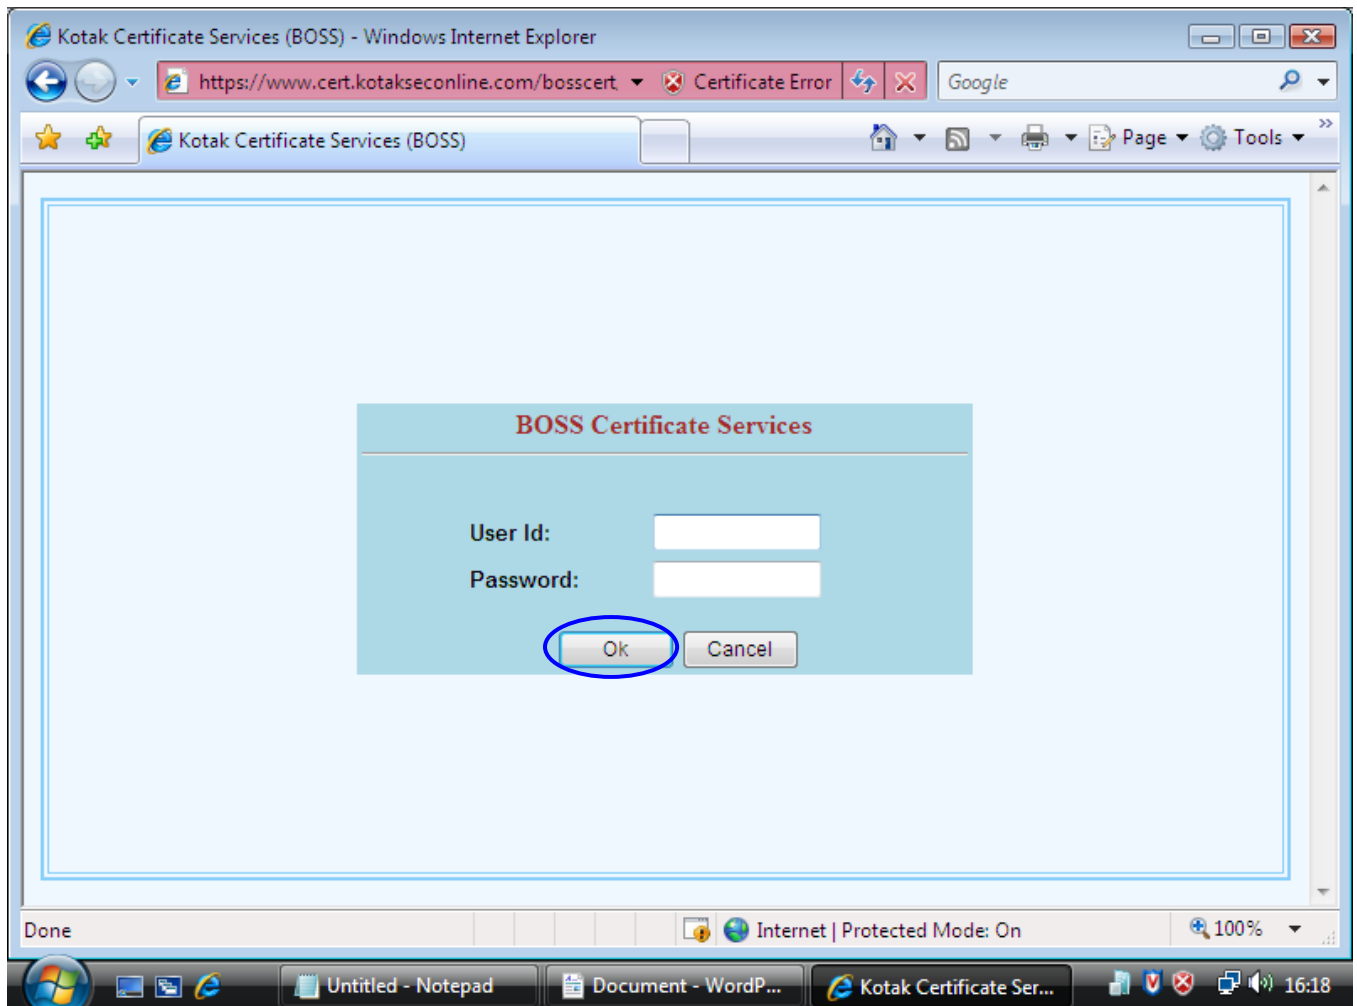 Kotak Certificate Services (BOSS) - Windows Internet Explorer
https://www.cert.kotakseconline.com/bosscert, Certificate Error Google
Kotak Certificate Services (BOSS) Page Tools
BOSS Certificate Services
User Id:
Password:
Ok Cancel
Done Internet | Protected Mode: On 100%
Untitled - Notepad Document - WordP... Kotak Certificate Ser... 16:18